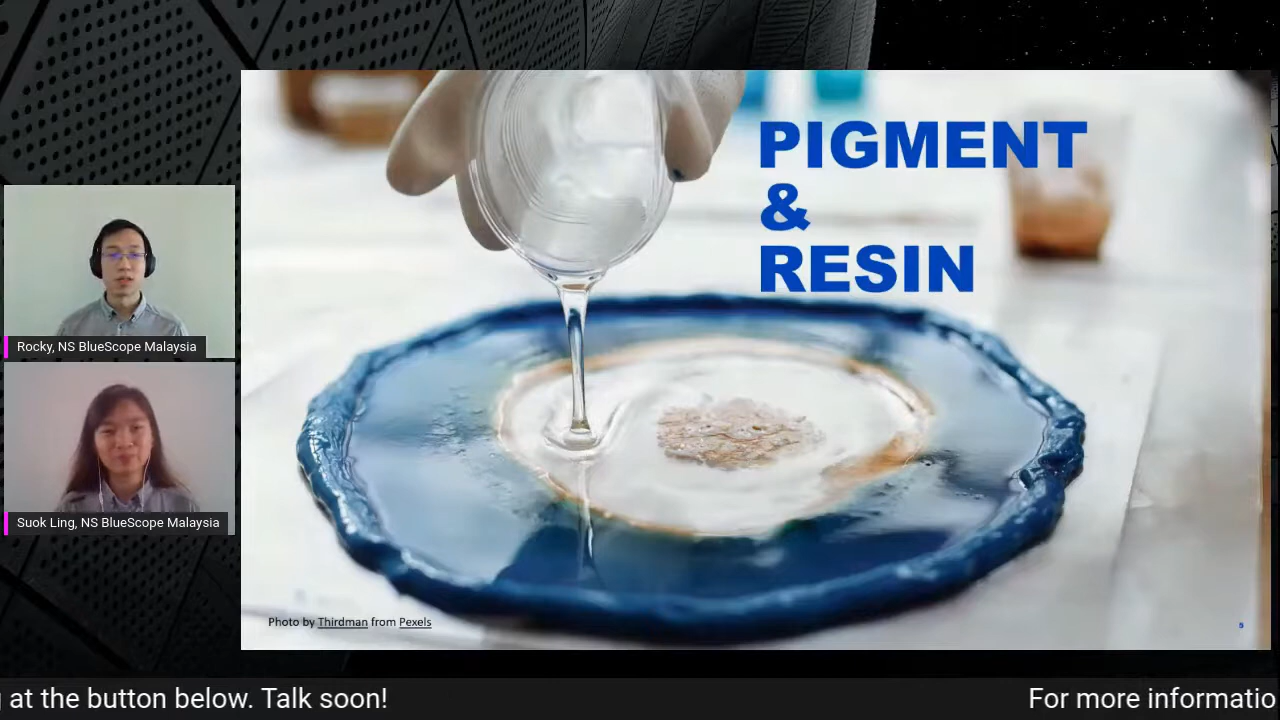 PIGMENT
&
RESIN
Rocky, NS BlueScope Malaysia
Suok Ling, NS BlueScope Malaysia
Photo by Thirdman from Pexels
at the button below. Talk soon!
For more informatio